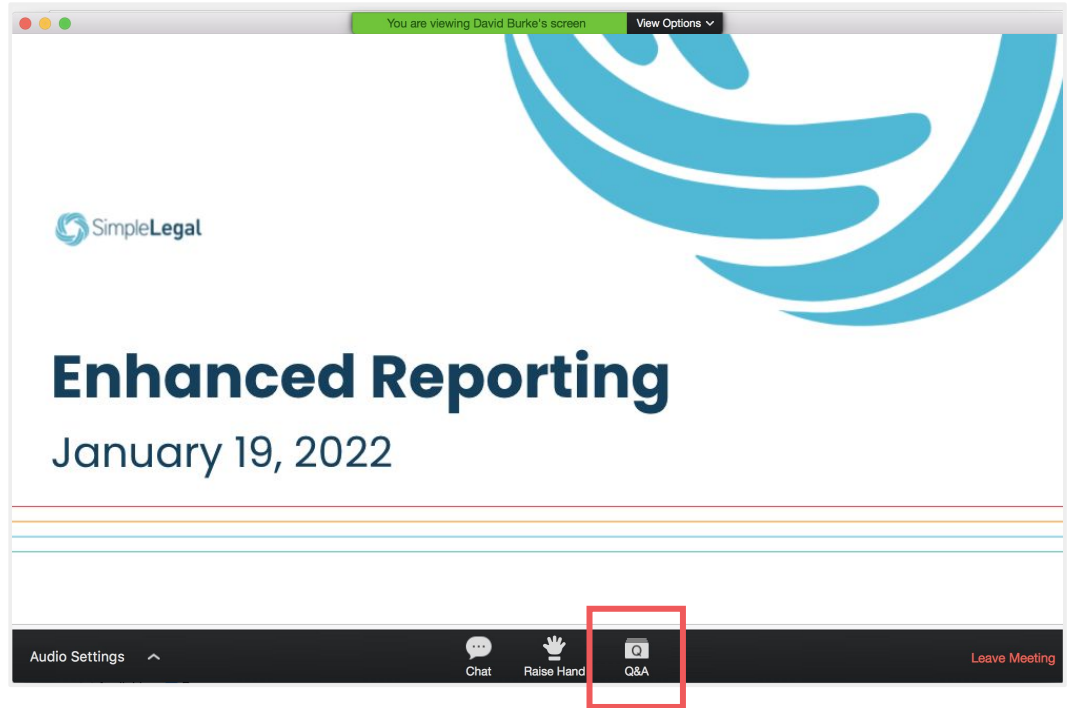 You are viewing David Burke's screen View Options
SimpleLegal
Enhanced Reporting
January 19, 2022
Audio Settings
Chat
Raise Hand
Q
Q&A
Leave Meeting